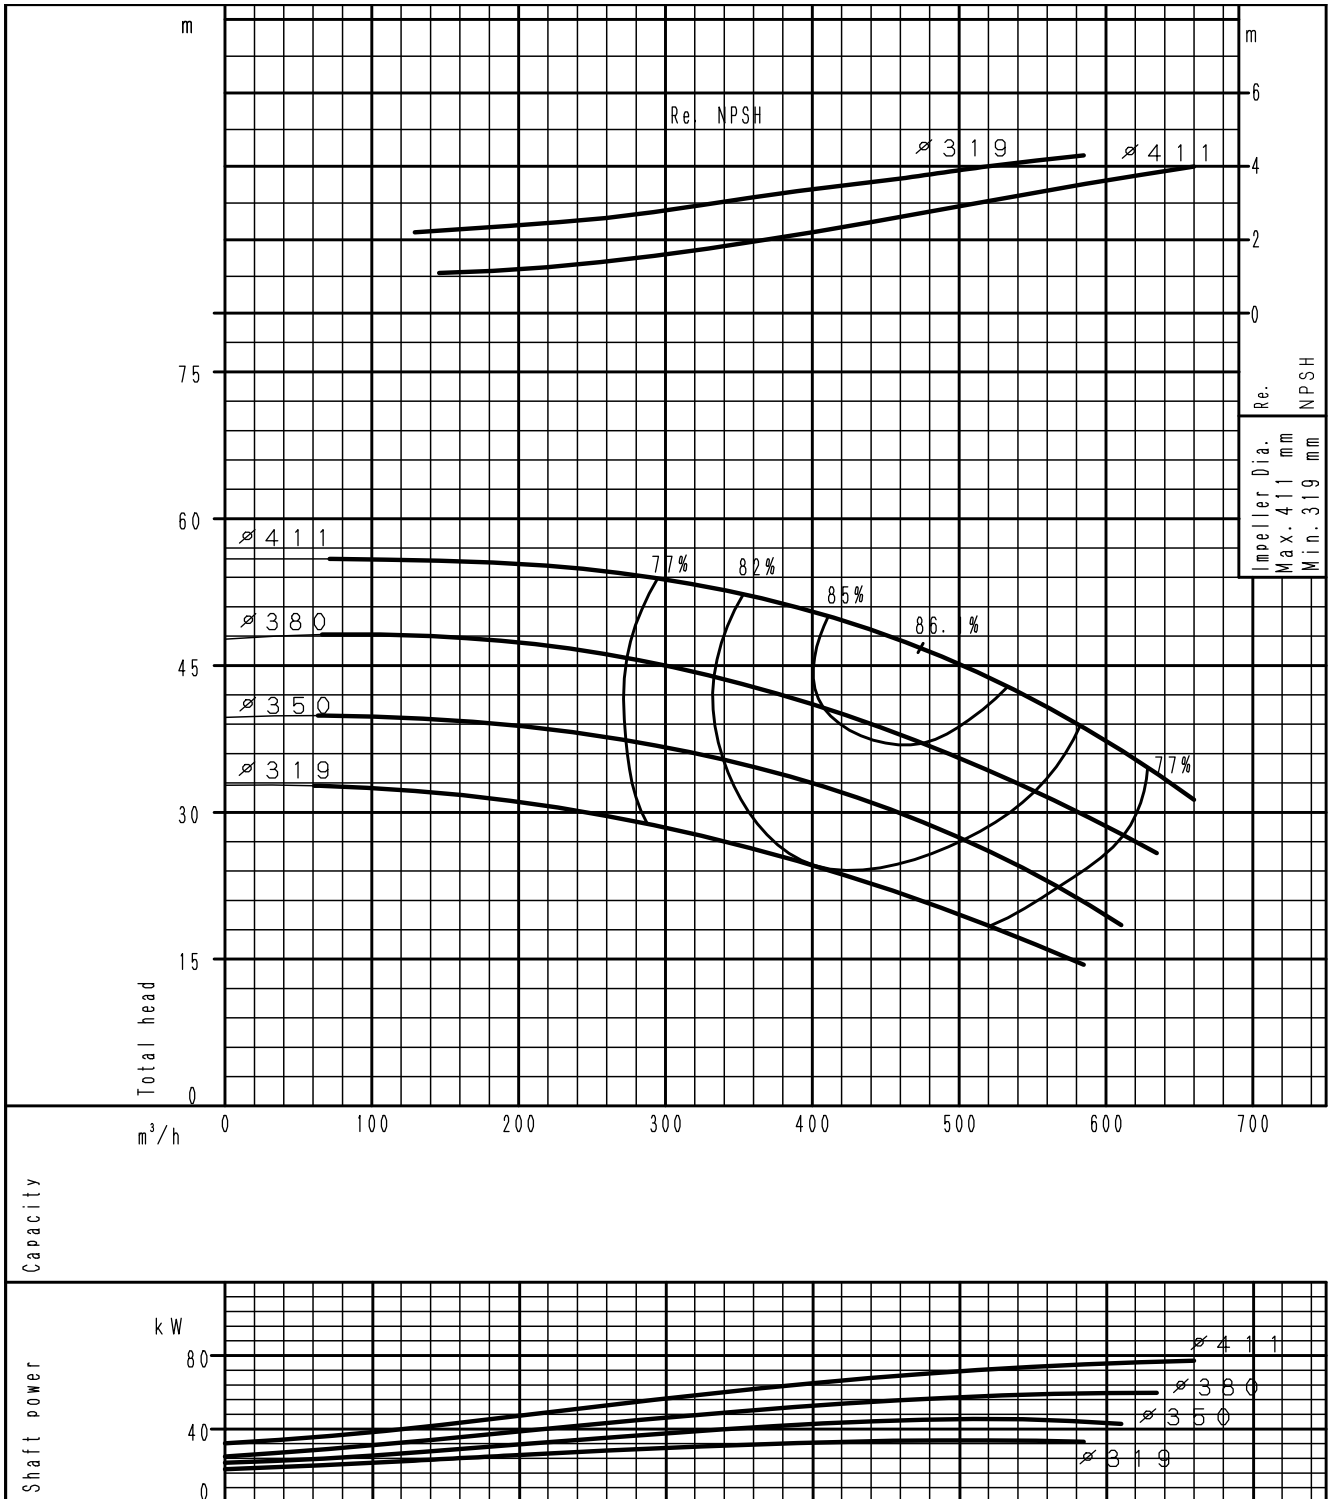 m
m
6
Re. NPSH
⌀319
⌀411
4
2
0
75
Re.
NPSH
Impeller Dia.
Max.411 mm
Min.319 mm
60
⌀411
77%
82%
85%
86.1%
⌀380
45
⌀350
⌀319
77%
30
15
Total head
0
m³/h
0 100 200 300 400 500 600 700
Capacity
kW
⌀411
80
⌀380
⌀350
40
⌀319
Shaft power
0